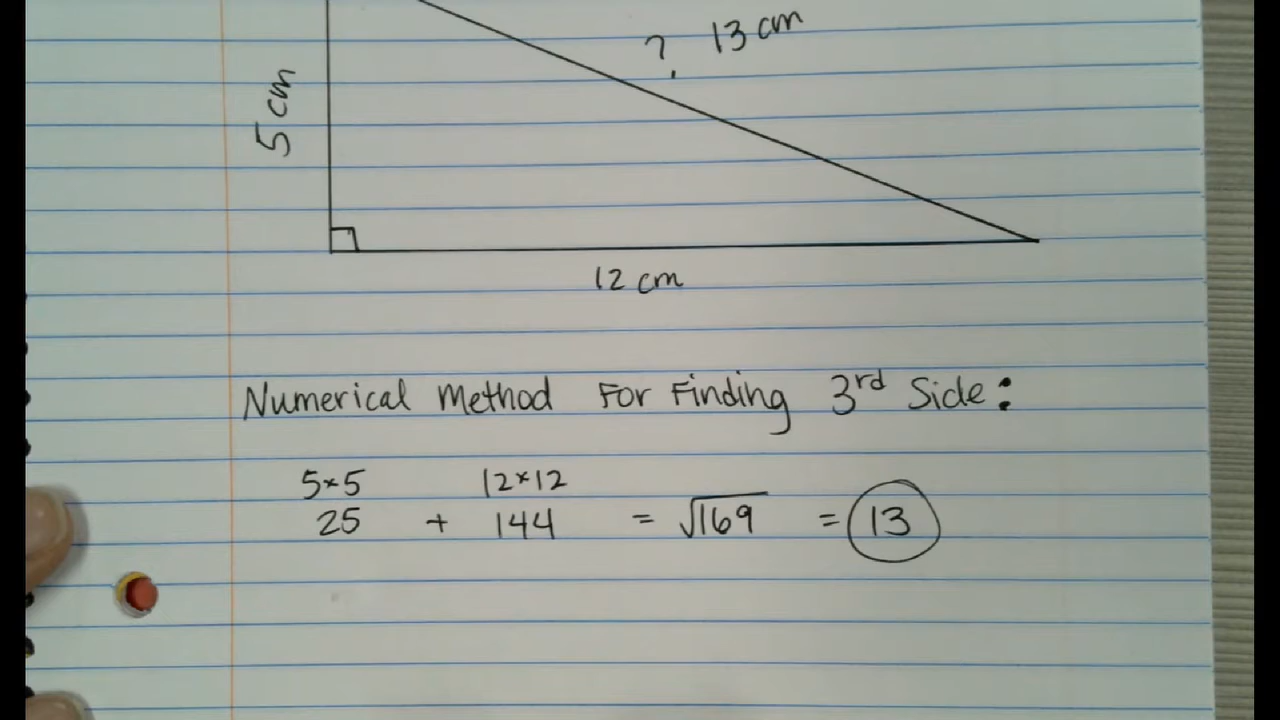 ? 13 cm
5 cm
12 cm
Numerical Method For Finding 3rd Side:
5×5 12×12
25 + 144 = √169 = 13